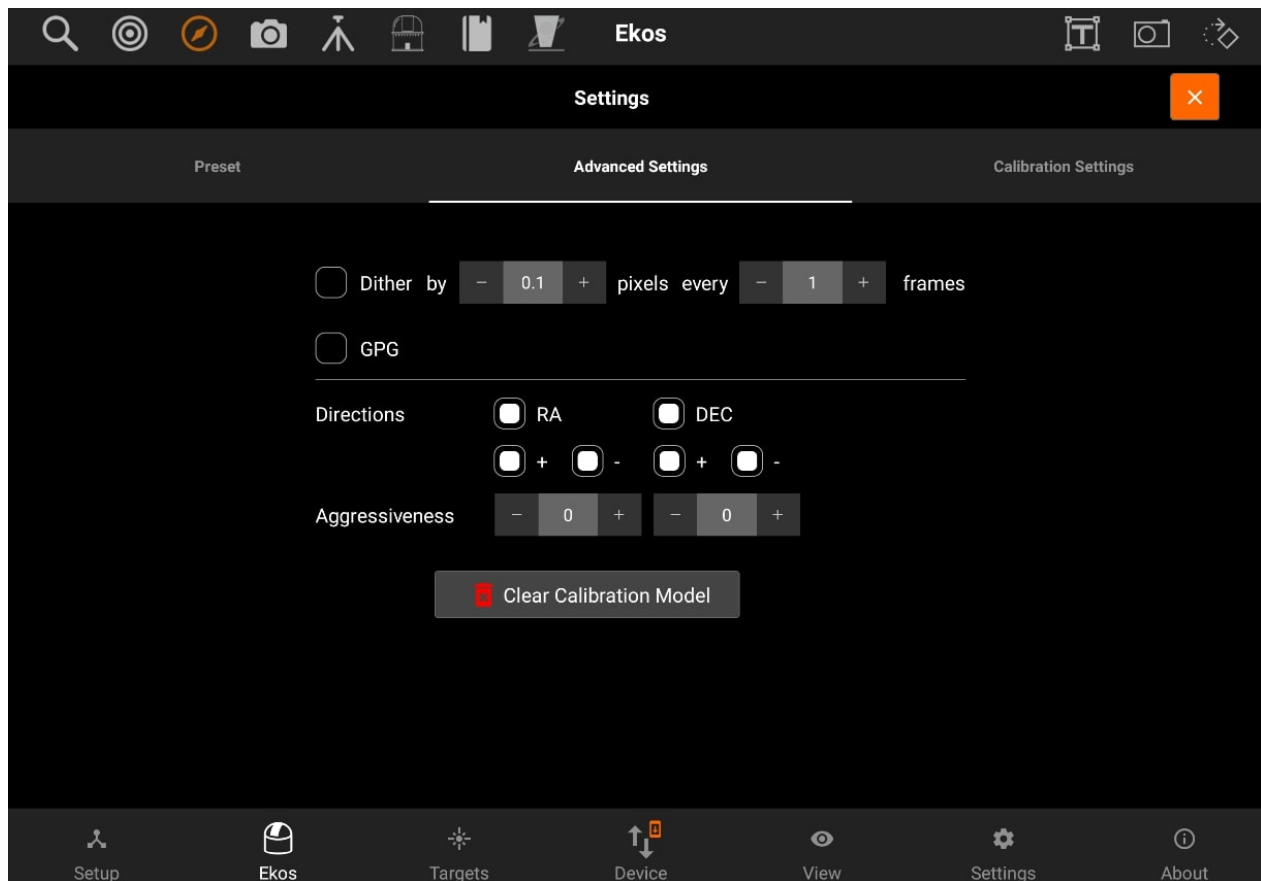 Ekos
Settings
Preset Advanced Settings Calibration Settings
Dither by - 0.1 + pixels every - 1 + frames
GPG
Directions RA DEC
+ - + -
Aggressiveness - 0 + - 0 +
Clear Calibration Model
Setup Ekos Targets Device View Settings About